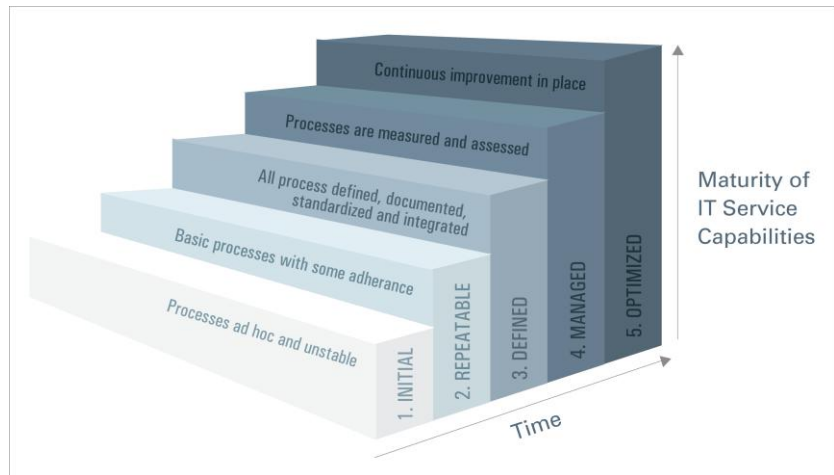 Continuous improvement in place
Processes are measured and assessed
All process defined, documented,
standardized and integrated
Basic processes with some adherance
Processes ad hoc and unstable
1. INITIAL
2. REPEATABLE
3. DEFINED
4. MANAGED
5. OPTIMIZED
Maturity of
IT Service
Capabilities
Time